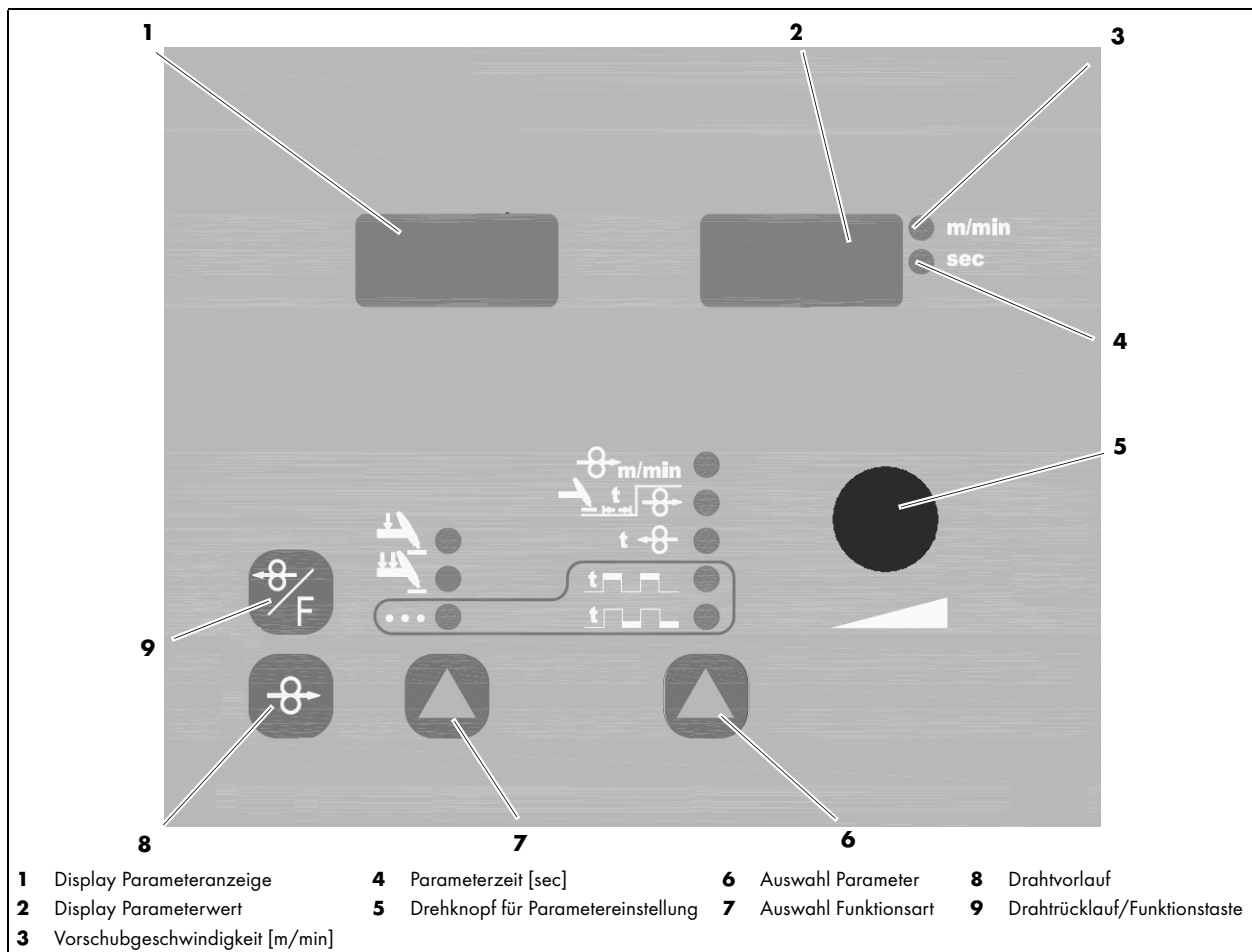 1 2 3
m/min
sec
4
m/min
5
t
t
t
F
t
9
8 7 6
1 Display Parameteranzeige 4 Parameterzeit [sec] 6 Auswahl Parameter 8 Drahtvorlauf
2 Display Parameterwert 5 Drehknopf für Parametereinstellung 7 Auswahl Funktionsart 9 Drahtrücklauf/Funktionstaste
3 Vorschubgeschwindigkeit [m/min]